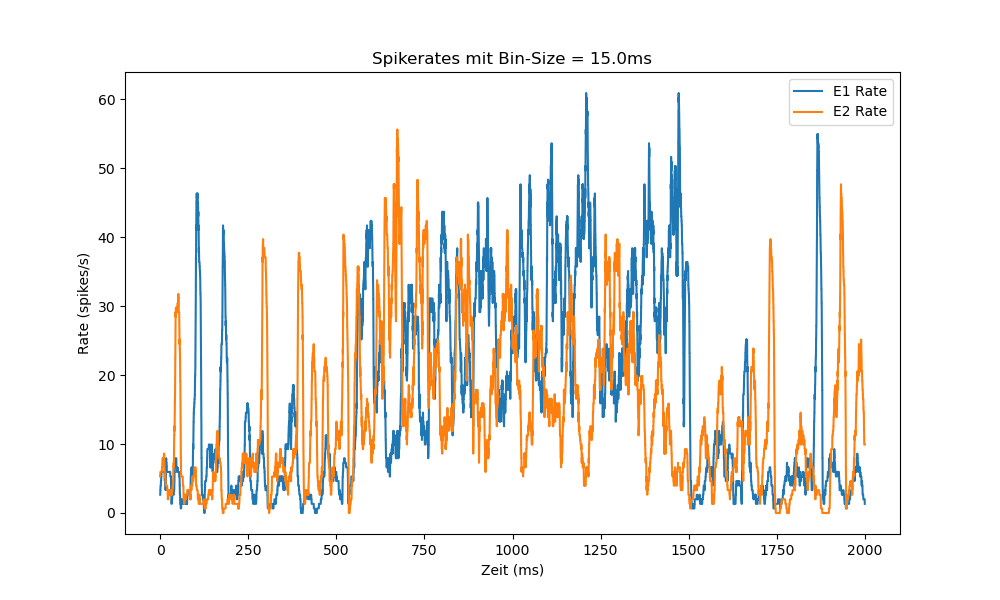 Spikerates mit Bin-Size = 15.0ms
E1 Rate
E2 Rate
60
50
40
30
20
10
0
Rate (spikes/s)
0 250 500 750 1000 1250 1500 1750 2000
Zeit (ms)